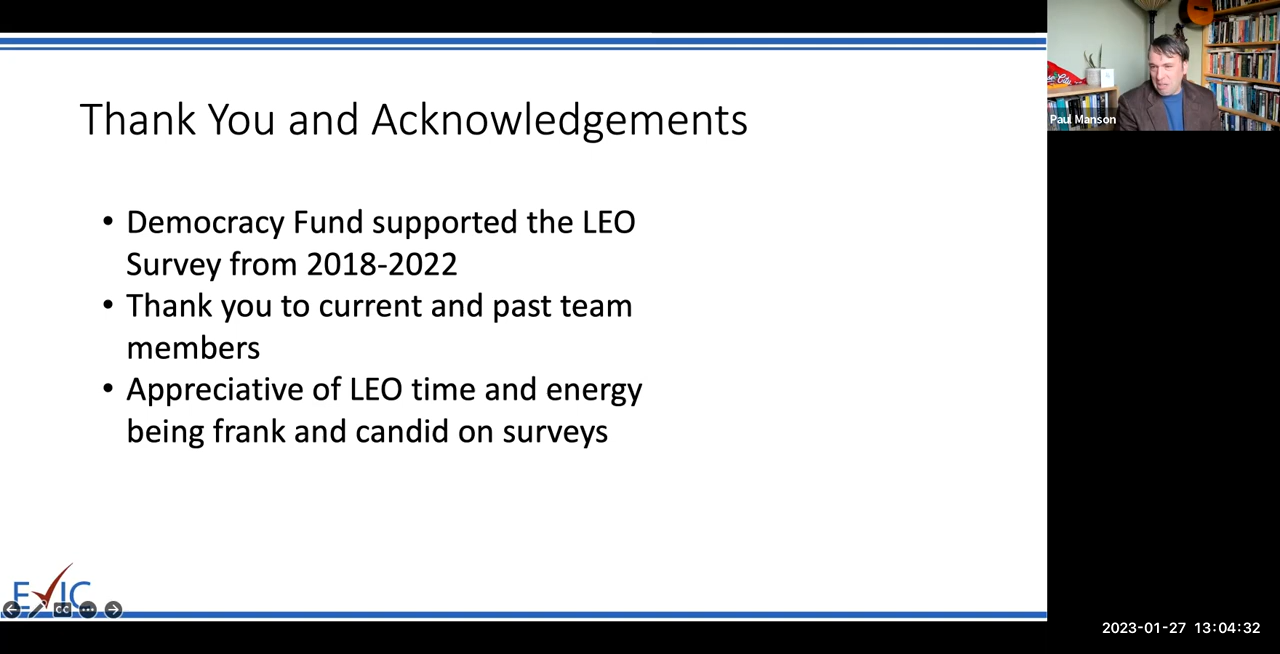 Thank You and Acknowledgements
• Democracy Fund supported the LEO
Survey from 2018-2022
• Thank you to current and past team
members
• Appreciative of LEO time and energy
being frank and candid on surveys
EVIC
CC
Paul Manson
2023-01-27 13:04:32